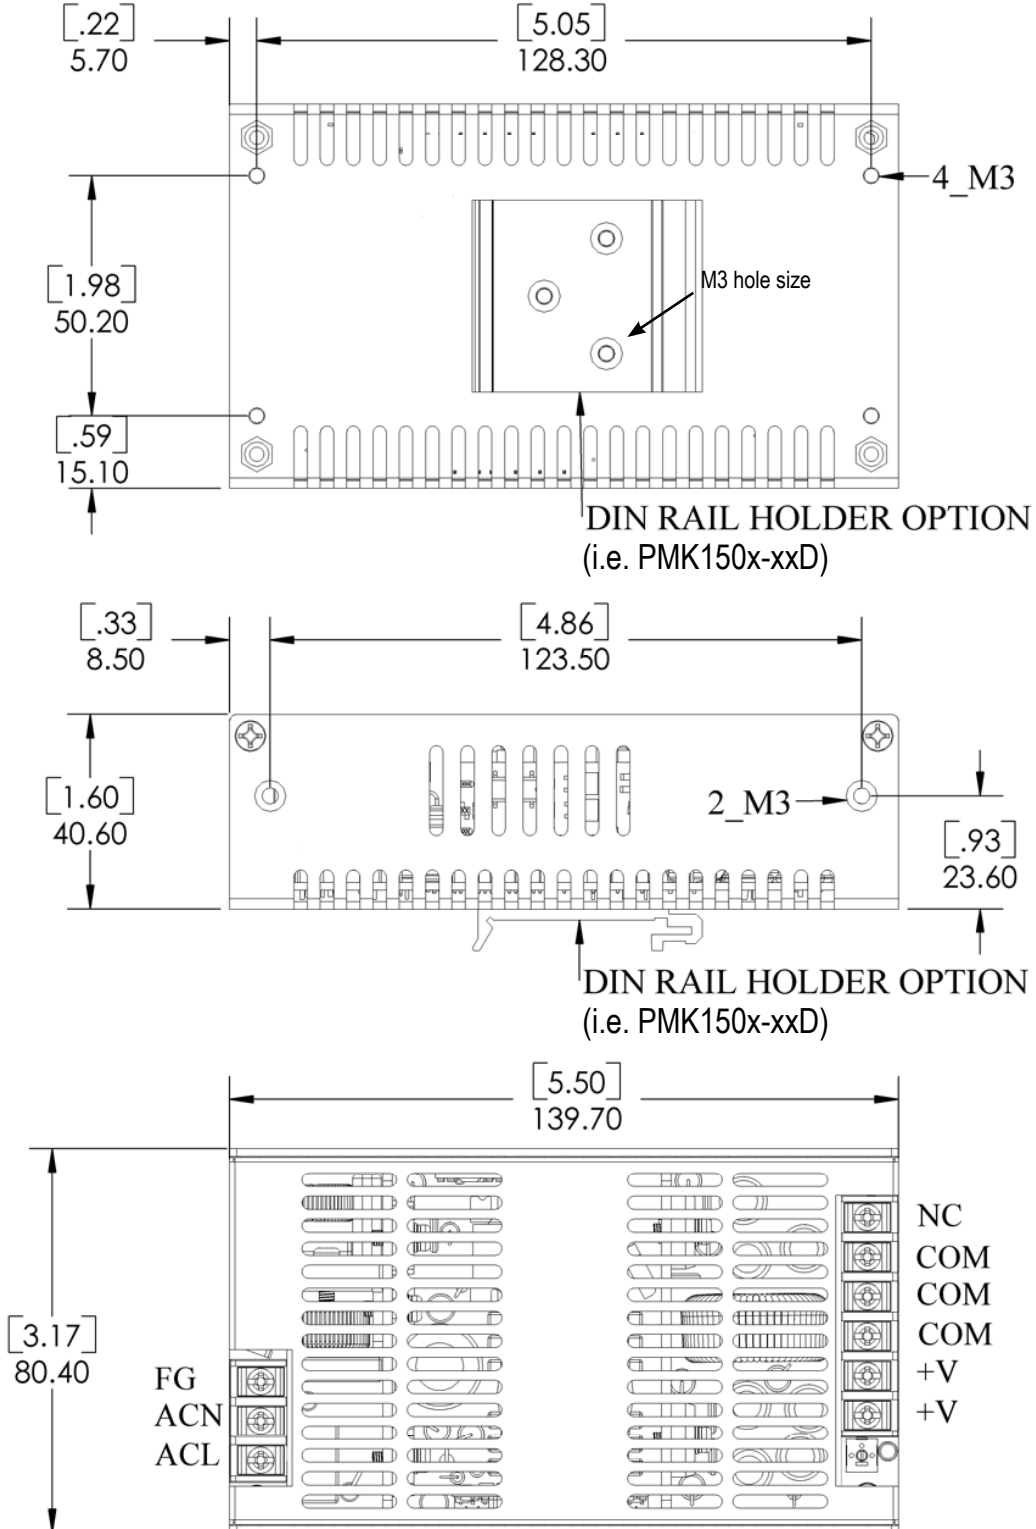 [.22]
5.70
[5.05]
128.30
4_M3
[1.98]
50.20
M3 hole size
[.59]
15.10
DIN RAIL HOLDER OPTION
(i.e. PMK150x-xxD)
[.33]
8.50
[4.86]
123.50
[1.60]
40.60
2_M3
[.93]
23.60
DIN RAIL HOLDER OPTION
(i.e. PMK150x-xxD)
[5.50]
139.70
[3.17]
80.40
FG
ACN
ACL
NC
COM
COM
COM
+V
+V